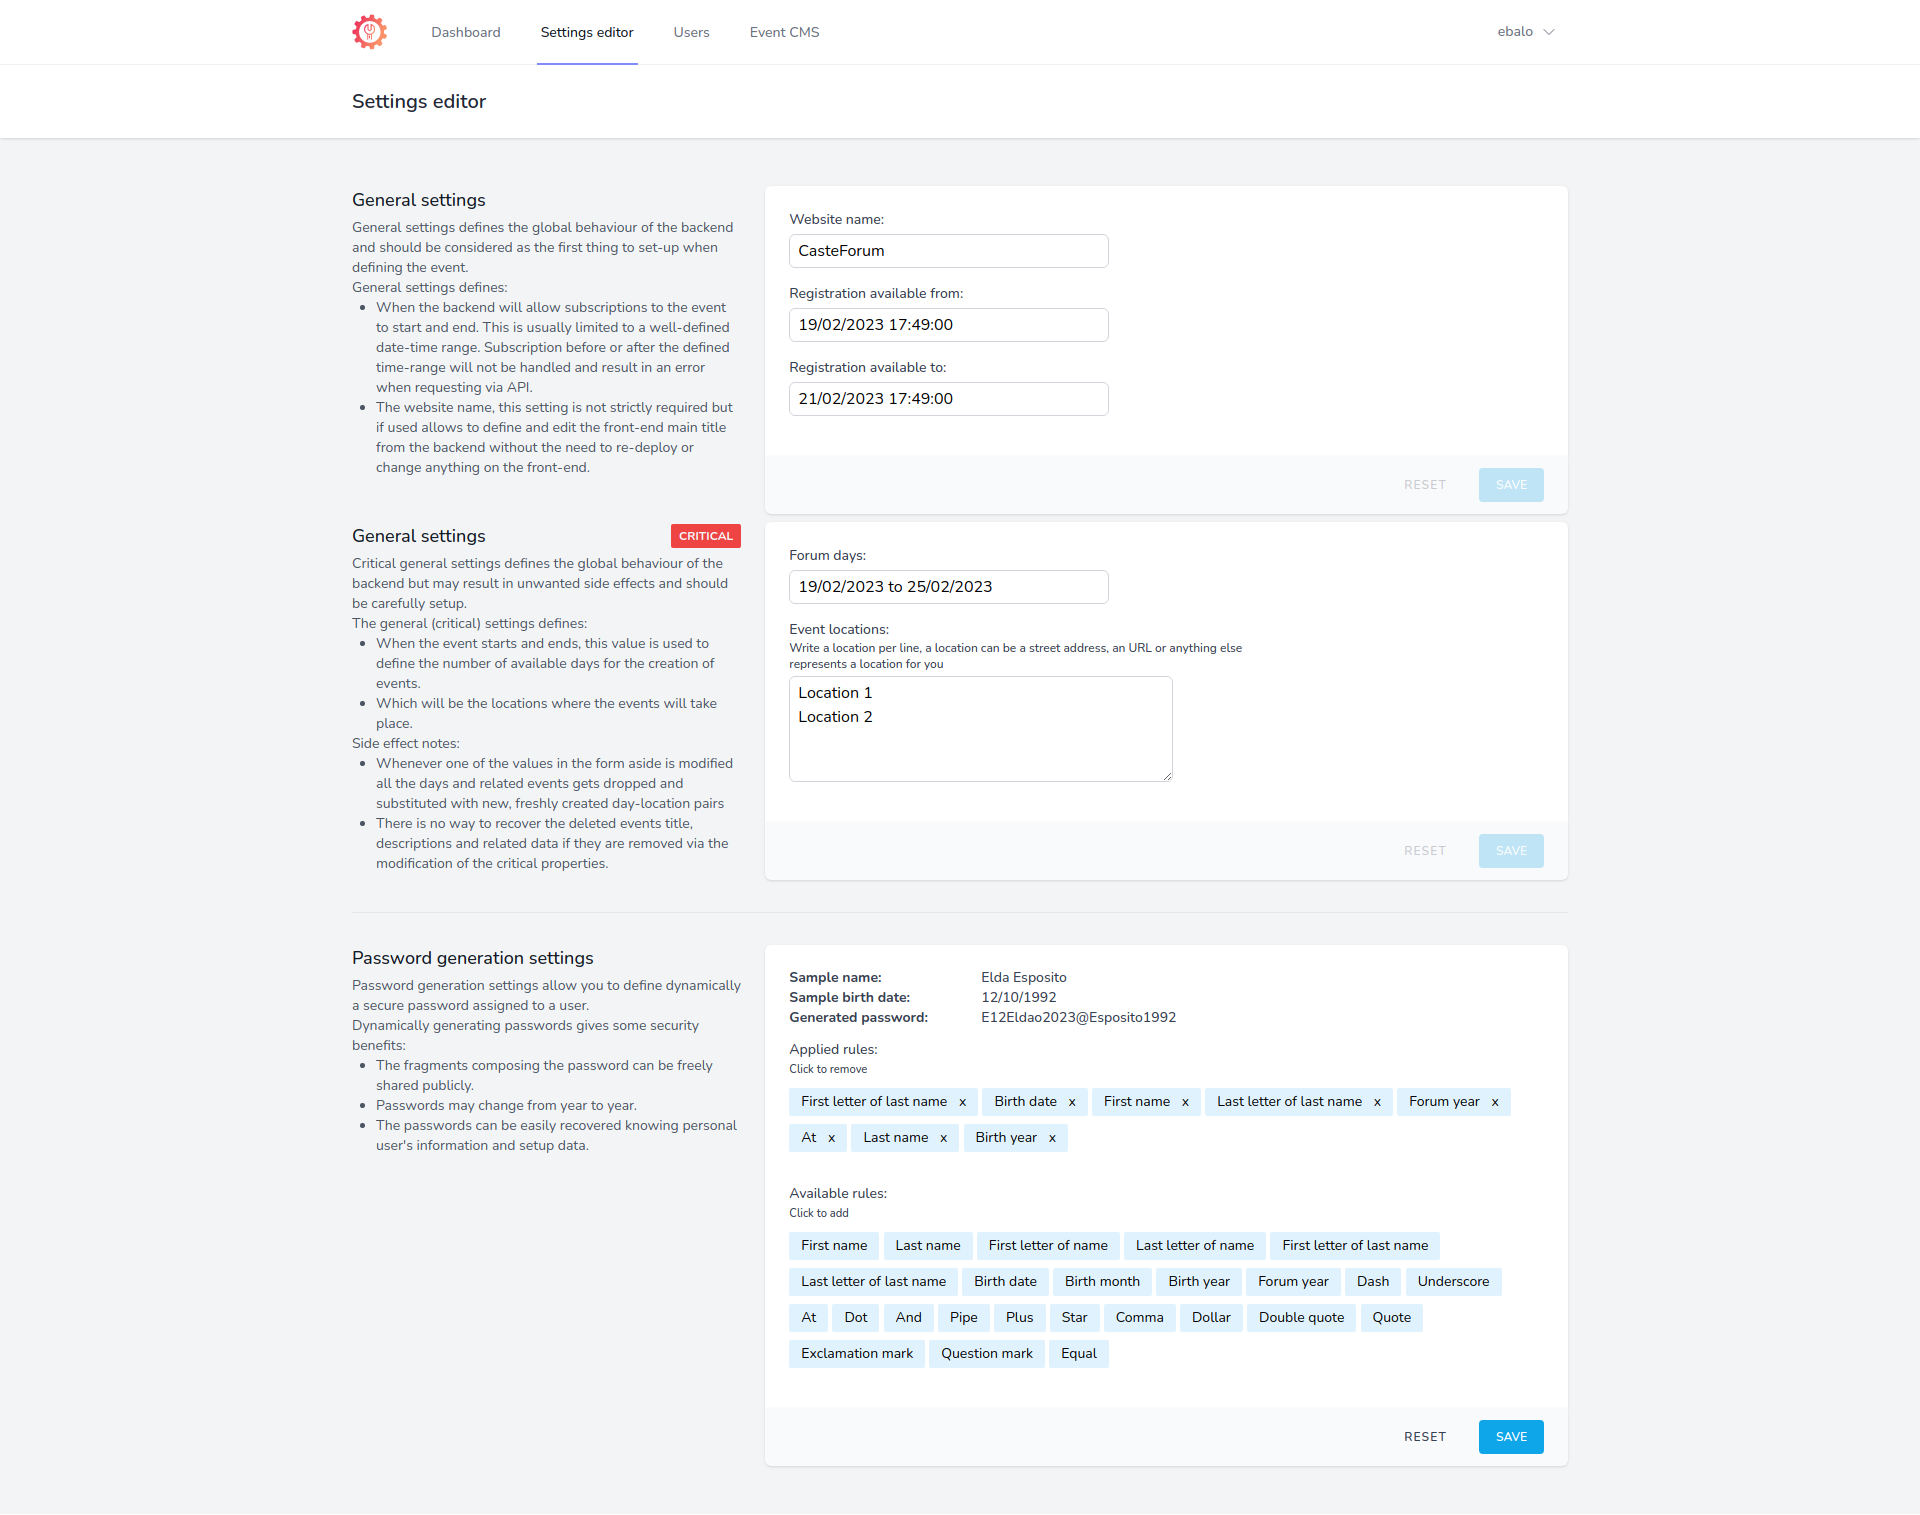 Dashboard Settings editor Users Event CMS ebalo
Settings editor
General settings
General settings defines the global behaviour of the backend
and should be considered as the first thing to set-up when
defining the event.
General settings defines:
When the backend will allow subscriptions to the event
to start and end. This is usually limited to a well-defined
date-time range. Subscription before or after the defined
time-range will not be handled and result in an error
when requesting via API.
The website name, this setting is not strictly required but
if used allows to define and edit the front-end main title
from the backend without the need to re-deploy or
change anything on the front-end.
Website name:
CasteForum
Registration available from:
19/02/2023 17:49:00
Registration available to:
21/02/2023 17:49:00
RESET SAVE
General settings CRITICAL
Critical general settings defines the global behaviour of the
backend but may result in unwanted side effects and should
be carefully setup.
The general (critical) settings defines:
When the event starts and ends, this value is used to
define the number of available days for the creation of
events.
Which will be the locations where the events will take
place.
Side effect notes:
Whenever one of the values in the form aside is modified
all the days and related events gets dropped and
substituted with new, freshly created day-location pairs
There is no way to recover the deleted events title,
descriptions and related data if they are removed via the
modification of the critical properties.
Forum days:
19/02/2023 to 25/02/2023
Event locations:
Write a location per line, a location can be a street address, an URL or anything else
represents a location for you
Location 1
Location 2
RESET SAVE
Password generation settings
Password generation settings allow you to define dynamically
a secure password assigned to a user.
Dynamically generating passwords gives some security
benefits:
The fragments composing the password can be freely
shared publicly.
Passwords may change from year to year.
The passwords can be easily recovered knowing personal
user's information and setup data.
Sample name: Elda Esposito
Sample birth date: 12/10/1992
Generated password: E12Eldao2023@Esposito1992
Applied rules:
Click to remove
First letter of last name x Birth date x First name x Last letter of last name x Forum year x
At x Last name x Birth year x
Available rules:
Click to add
First name Last name First letter of name Last letter of name First letter of last name
Last letter of last name Birth date Birth month Birth year Forum year Dash Underscore
At Dot And Pipe Plus Star Comma Dollar Double quote Quote
Exclamation mark Question mark Equal
RESET SAVE